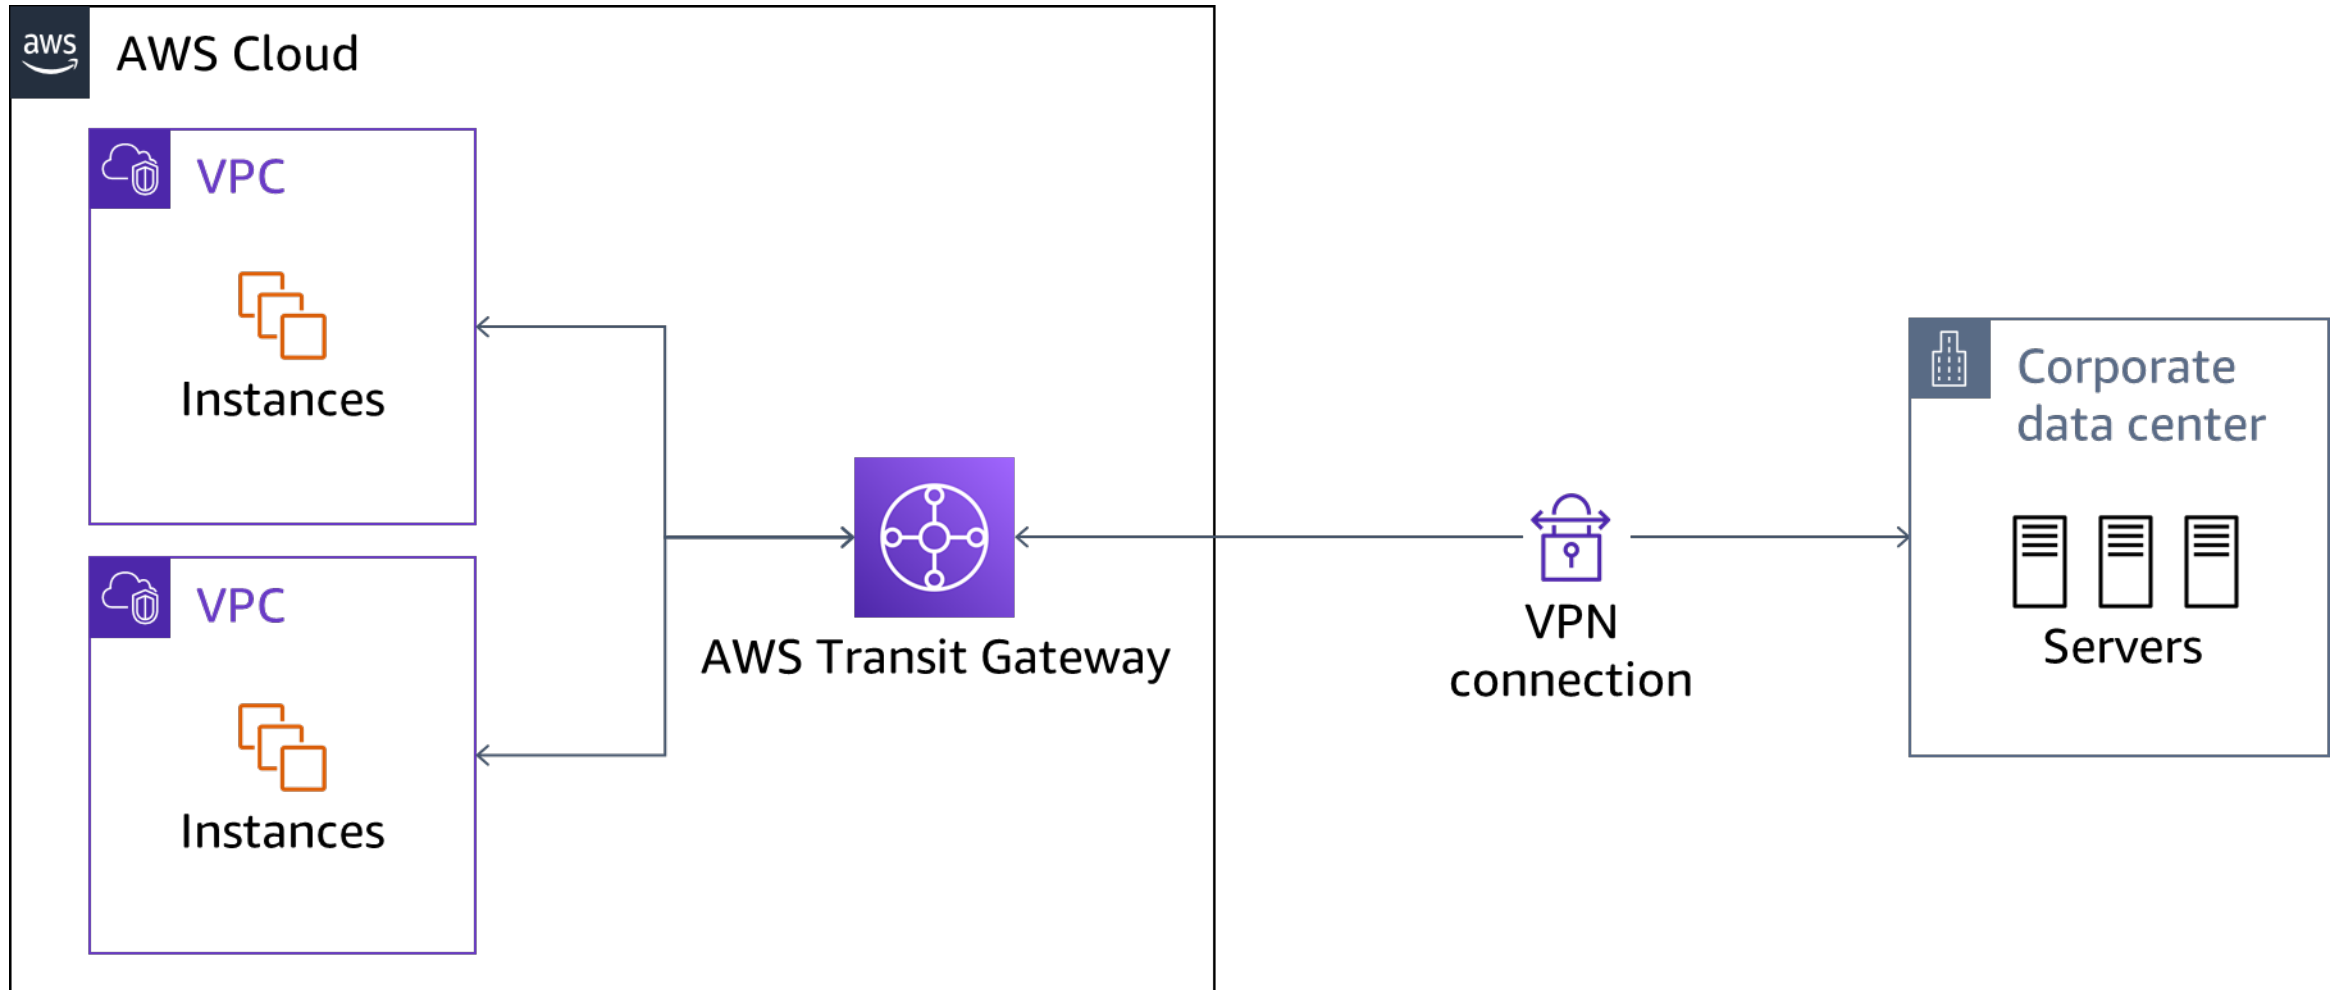 aws
AWS Cloud
VPC
Instances
VPC
Instances
AWS Transit Gateway
VPN
connection
Corporate
data center
Servers